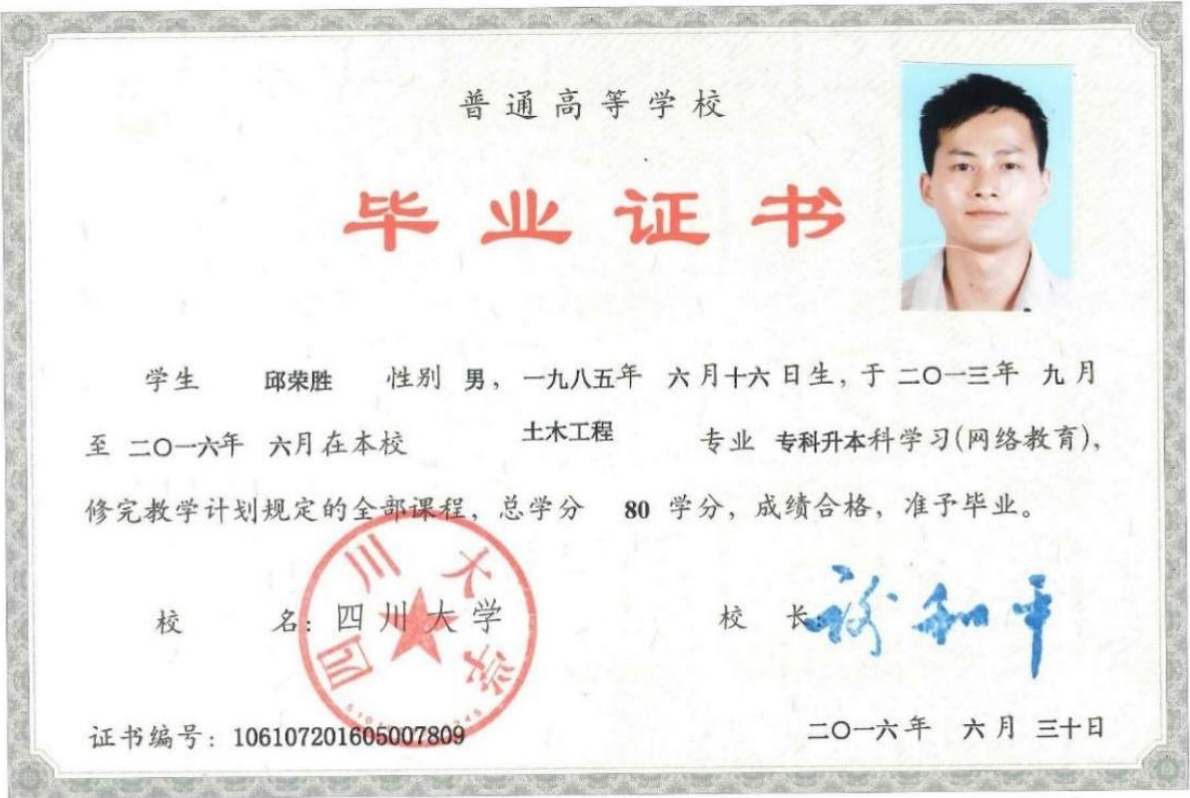 普通高等学校
毕业证书
学生 邱荣胜 性别 男，一九八五年 六月十六日生，于二〇一三年 九月
至 二〇一六年 六月在本校 土木工程 专业 专科升本科学习(网络教育)，
修完教学计划规定的全部课程，总学分 80 学分，成绩合格，准予毕业。
校 名：四川大学
四川大学
校 长：
和平
证书编号：106107201605007809
二〇一六年 六月 三十日